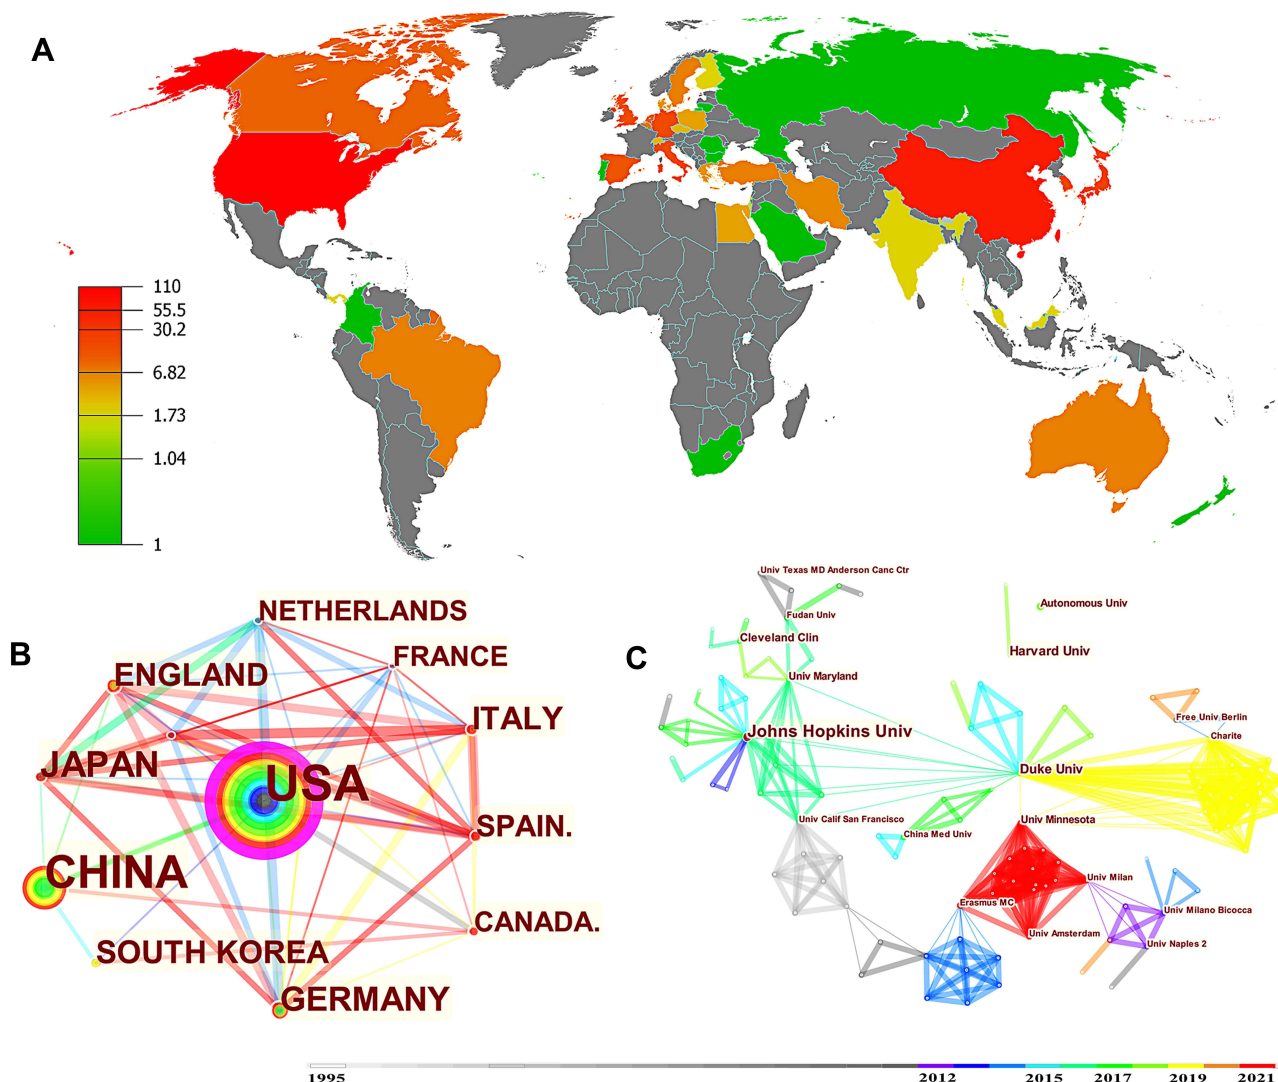 A
110
55.5
30.2
6.82
1.73
1.04
1
B
NETHERLANDS
FRANCE
ENGLAND
ITALY
JAPAN
USA
SPAIN.
CHINA
CANADA.
SOUTH KOREA
GERMANY
C
Univ Texas MD Anderson Canc Ctr
Fudan Univ
Autonomous Univ
Cleveland Clin
Harvard Univ
Univ Maryland
Free Univ Berlin
Johns Hopkins Univ
Charite
Duke Univ
Univ Calif San Francisco
Univ Minnesota
China Med Univ
Univ Milan
Erasmus MC
Univ Milano Bicocca
Univ Amsterdam
Univ Naples 2
1995 2012 2015 2017 2019 2021